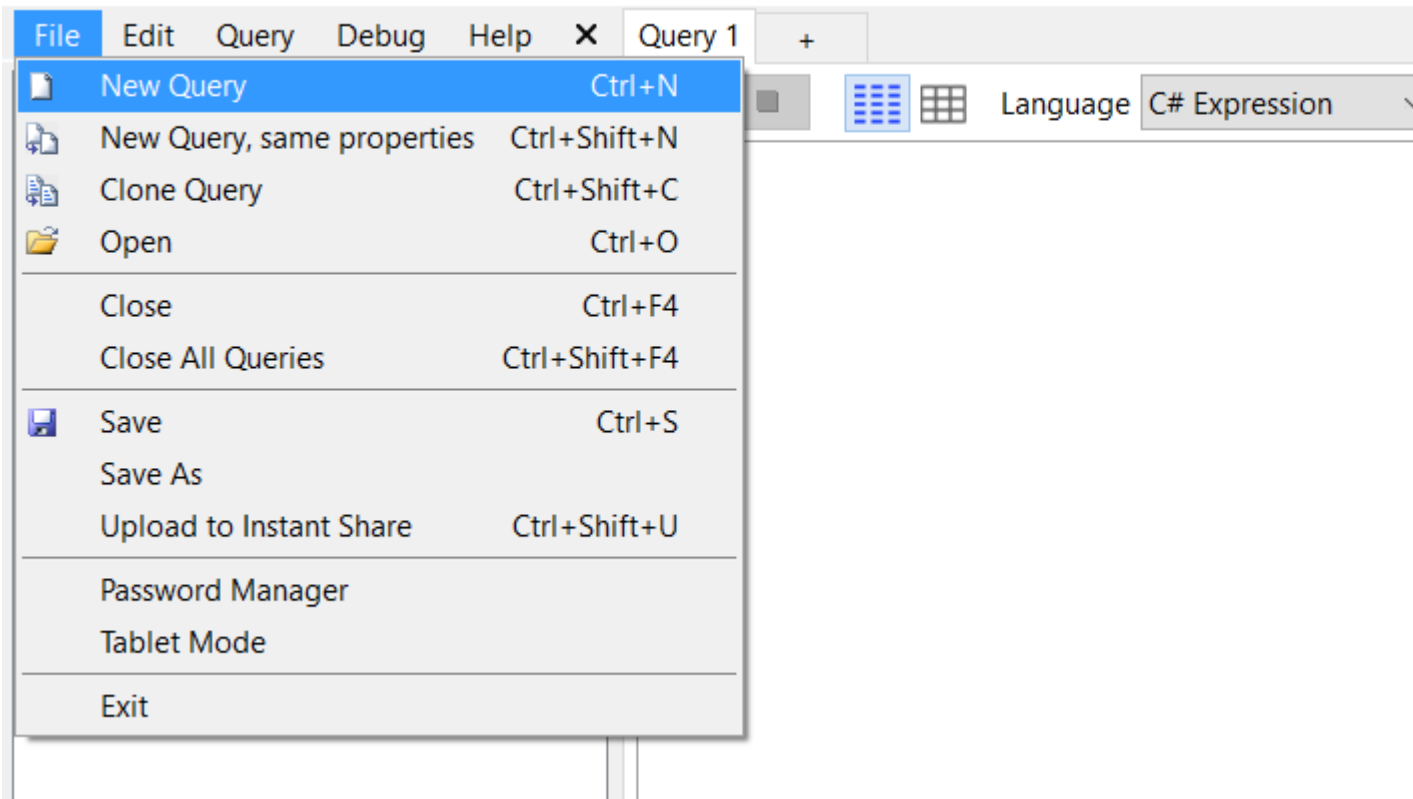 File Edit Query Debug Help × Query 1 +
New Query Ctrl+N
Language C# Expression
New Query, same properties Ctrl+Shift+N
Clone Query Ctrl+Shift+C
Open Ctrl+O
Close Ctrl+F4
Close All Queries Ctrl+Shift+F4
Save Ctrl+S
Save As
Upload to Instant Share Ctrl+Shift+U
Password Manager
Tablet Mode
Exit